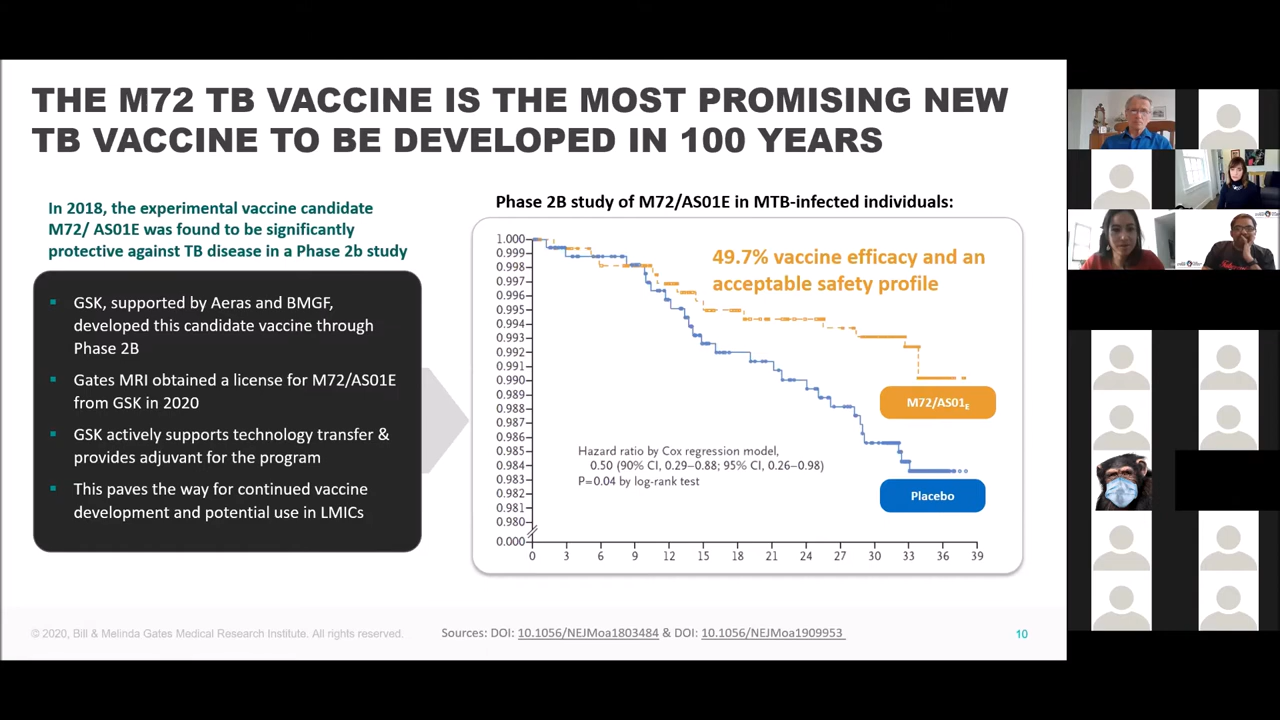 THE M72 TB VACCINE IS THE MOST PROMISING NEW
TB VACCINE TO BE DEVELOPED IN 100 YEARS
In 2018, the experimental vaccine candidate
M72/ AS01E was found to be significantly
protective against TB disease in a Phase 2b study
GSK, supported by Aeras and BMGF,
developed this candidate vaccine through
Phase 2B
Gates MRI obtained a license for M72/AS01E
from GSK in 2020
GSK actively supports technology transfer &
provides adjuvant for the program
This paves the way for continued vaccine
development and potential use in LMICs
Phase 2B study of M72/AS01E in MTB-infected individuals:
49.7% vaccine efficacy and an
acceptable safety profile
1.000
0.999
0.998
0.997
0.996
0.995
0.994
0.993
0.992
0.991
0.990
0.989
0.988
0.987
0.986
0.985
0.984
0.983
0.982
0.981
0.980
0.000
M72/AS01E
Hazard ratio by Cox regression model,
0.50 (90% CI, 0.29–0.88; 95% CI, 0.26–0.98)
P=0.04 by log-rank test
Placebo
0 3 6 9 12 15 18 21 24 27 30 33 36 39
© 2020, Bill & Melinda Gates Medical Research Institute. All rights reserved.
Sources: DOI: 10.1056/NEJMoa1803484 & DOI: 10.1056/NEJMoa1909953
10